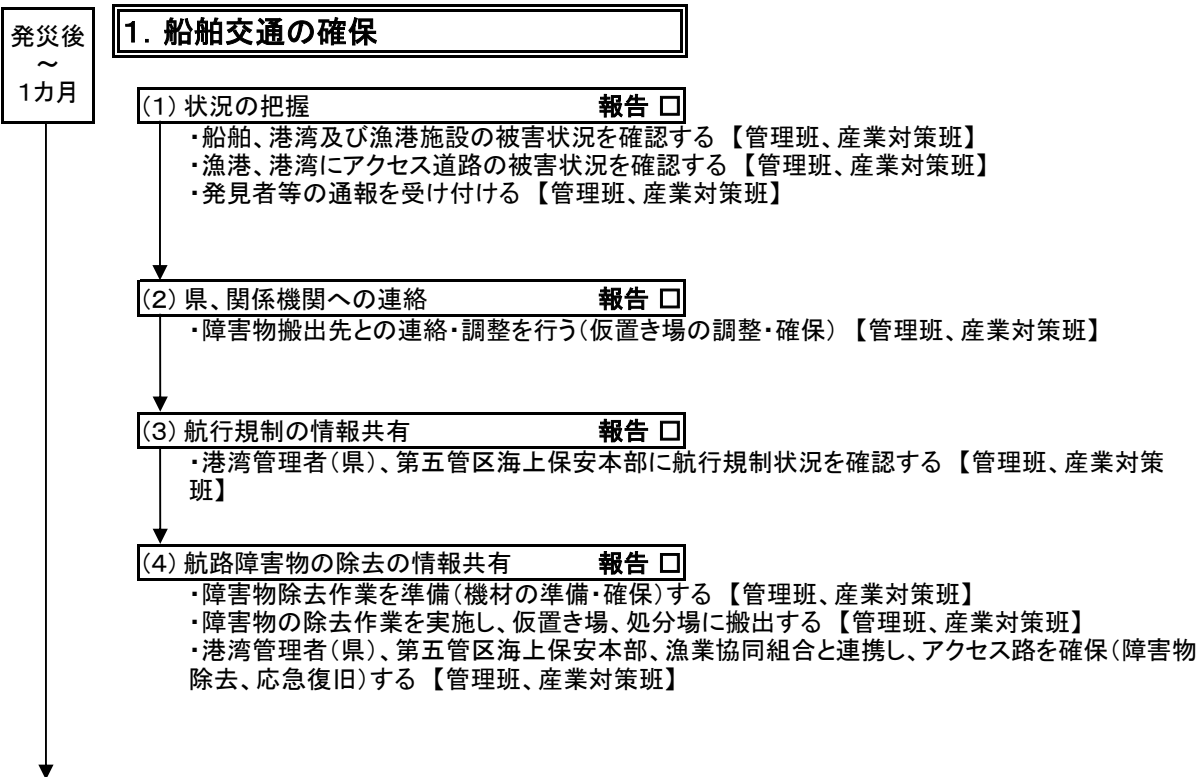 発災後
～
1カ月
1．船舶交通の確保
(1) 状況の把握 報告 □
・船舶、港湾及び漁港施設の被害状況を確認する 【管理班、産業対策班】
・漁港、港湾にアクセス道路の被害状況を確認する 【管理班、産業対策班】
・発見者等の通報を受け付ける 【管理班、産業対策班】
(2) 県、関係機関への連絡 報告 □
・障害物搬出先との連絡・調整を行う（仮置き場の調整・確保） 【管理班、産業対策班】
(3) 航行規制の情報共有 報告 □
・港湾管理者（県）、第五管区海上保安本部に航行規制状況を確認する 【管理班、産業対策
班】
(4) 航路障害物の除去の情報共有 報告 □
・障害物除去作業を準備（機材の準備・確保）する 【管理班、産業対策班】
・障害物の除去作業を実施し、仮置き場、処分場に搬出する 【管理班、産業対策班】
・港湾管理者（県）、第五管区海上保安本部、漁業協同組合と連携し、アクセス路を確保（障害物
除去、応急復旧）する 【管理班、産業対策班】